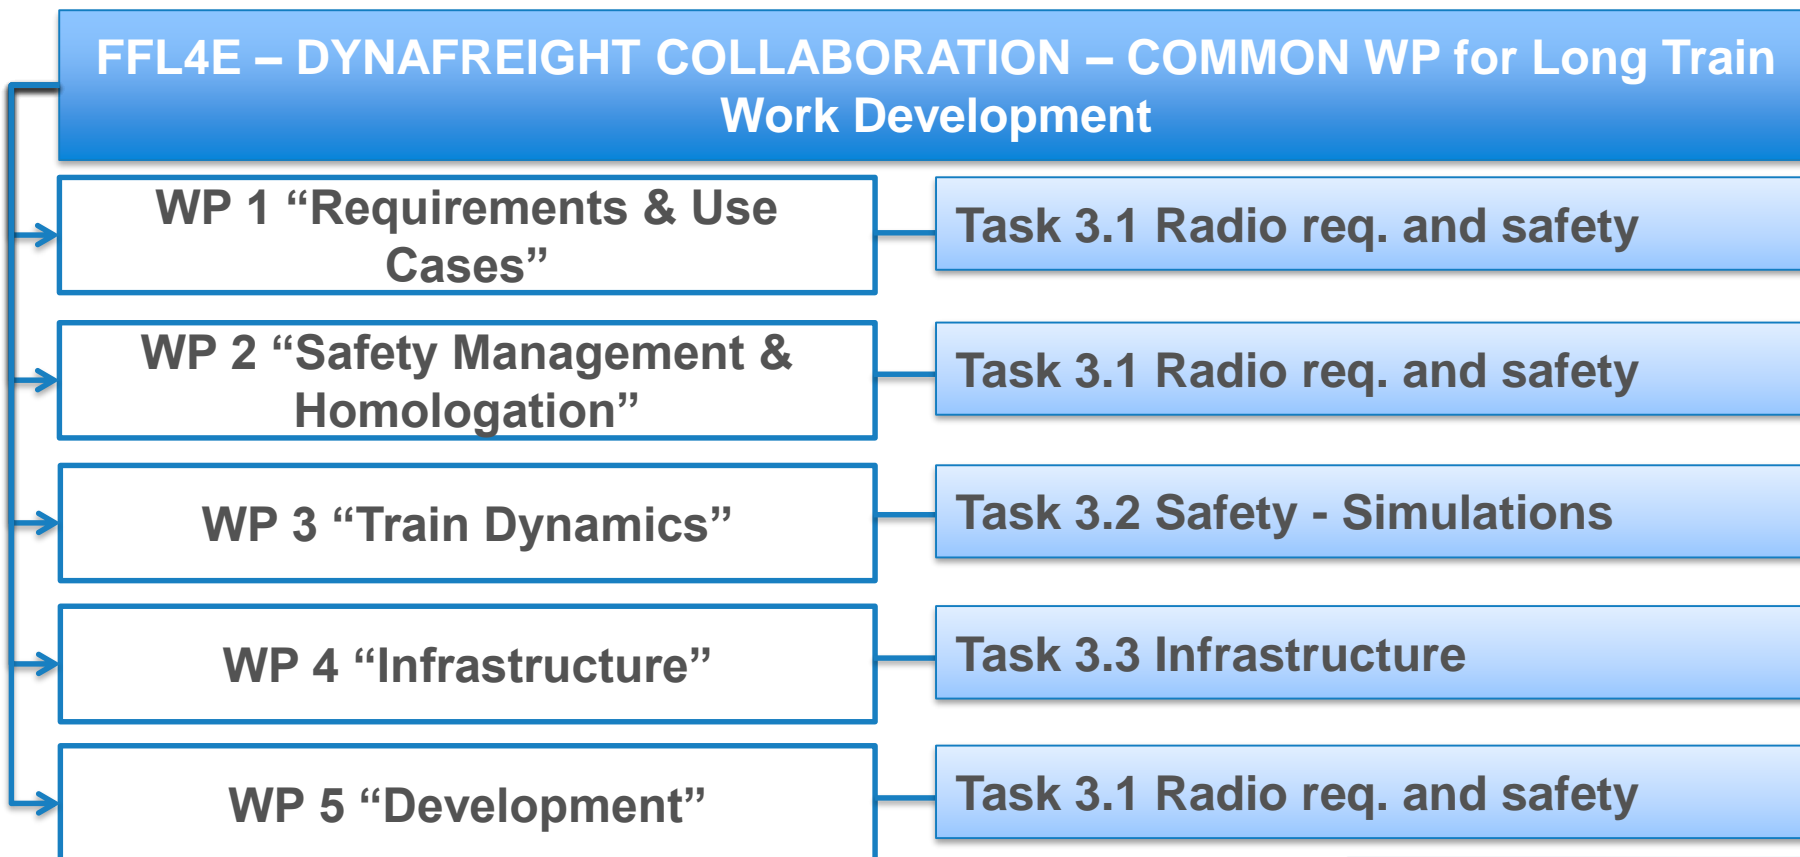 FFL4E – DYNAFREIGHT COLLABORATION – COMMON WP for Long Train
Work Development
WP 1 “Requirements & Use
Cases”
Task 3.1 Radio req. and safety
WP 2 “Safety Management &
Homologation”
Task 3.1 Radio req. and safety
WP 3 “Train Dynamics”
Task 3.2 Safety - Simulations
WP 4 “Infrastructure”
Task 3.3 Infrastructure
WP 5 “Development”
Task 3.1 Radio req. and safety